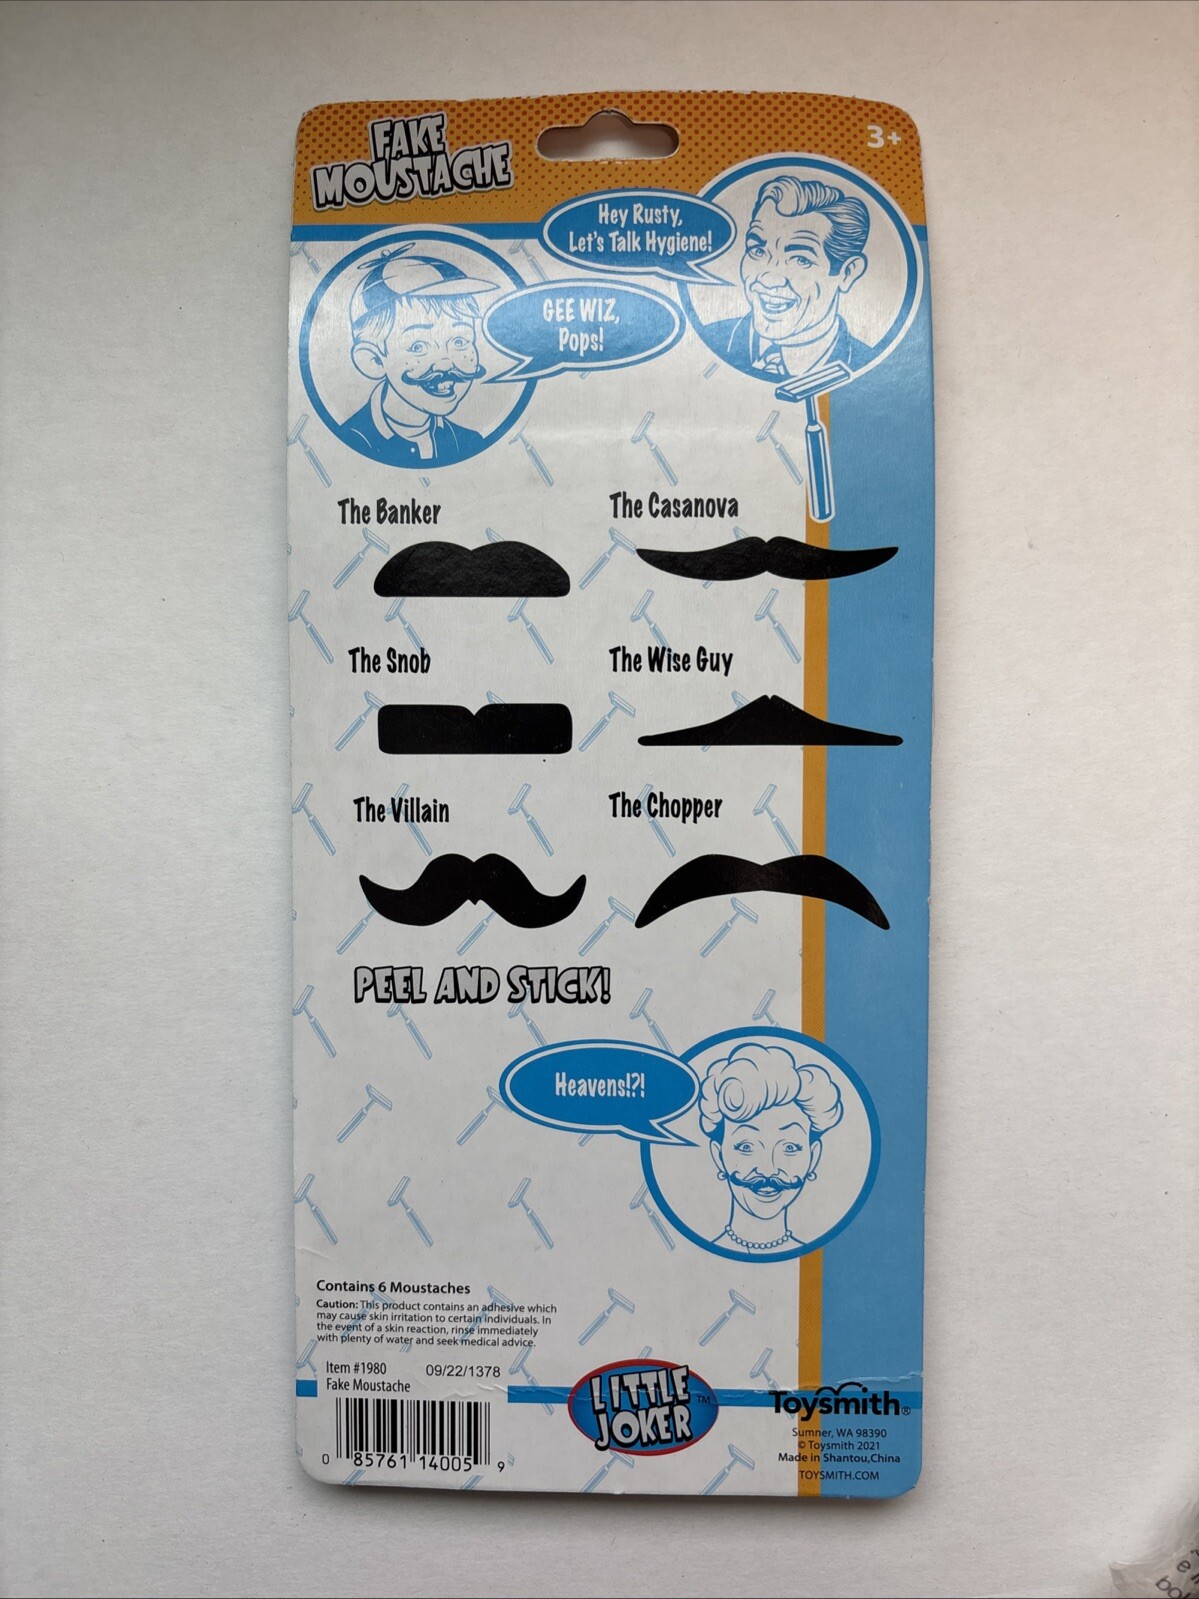 FAKE
MOUSTACHE
3+
Hey Rusty,
Let's Talk Hygiene!
GEE WIZ,
Pops!
The Banker
The Casanova
The Snob
The Wise Guy
The Villain
The Chopper
PEEL AND STICK!
Heavens!?!
Contains 6 Moustaches
Caution: This product contains an adhesive which
may cause skin irritation to certain individuals. In
the event of a skin reaction, rinse immediately
with plenty of water and seek medical advice.
Item #1980
09/22/1378
Fake Moustache
0 85761 14005 9
LITTLE
JOKER
TM
Toysmith®
Sumner, WA 98390
© Toysmith 2021
Made in Shantou,China
TOYSMITH.COM